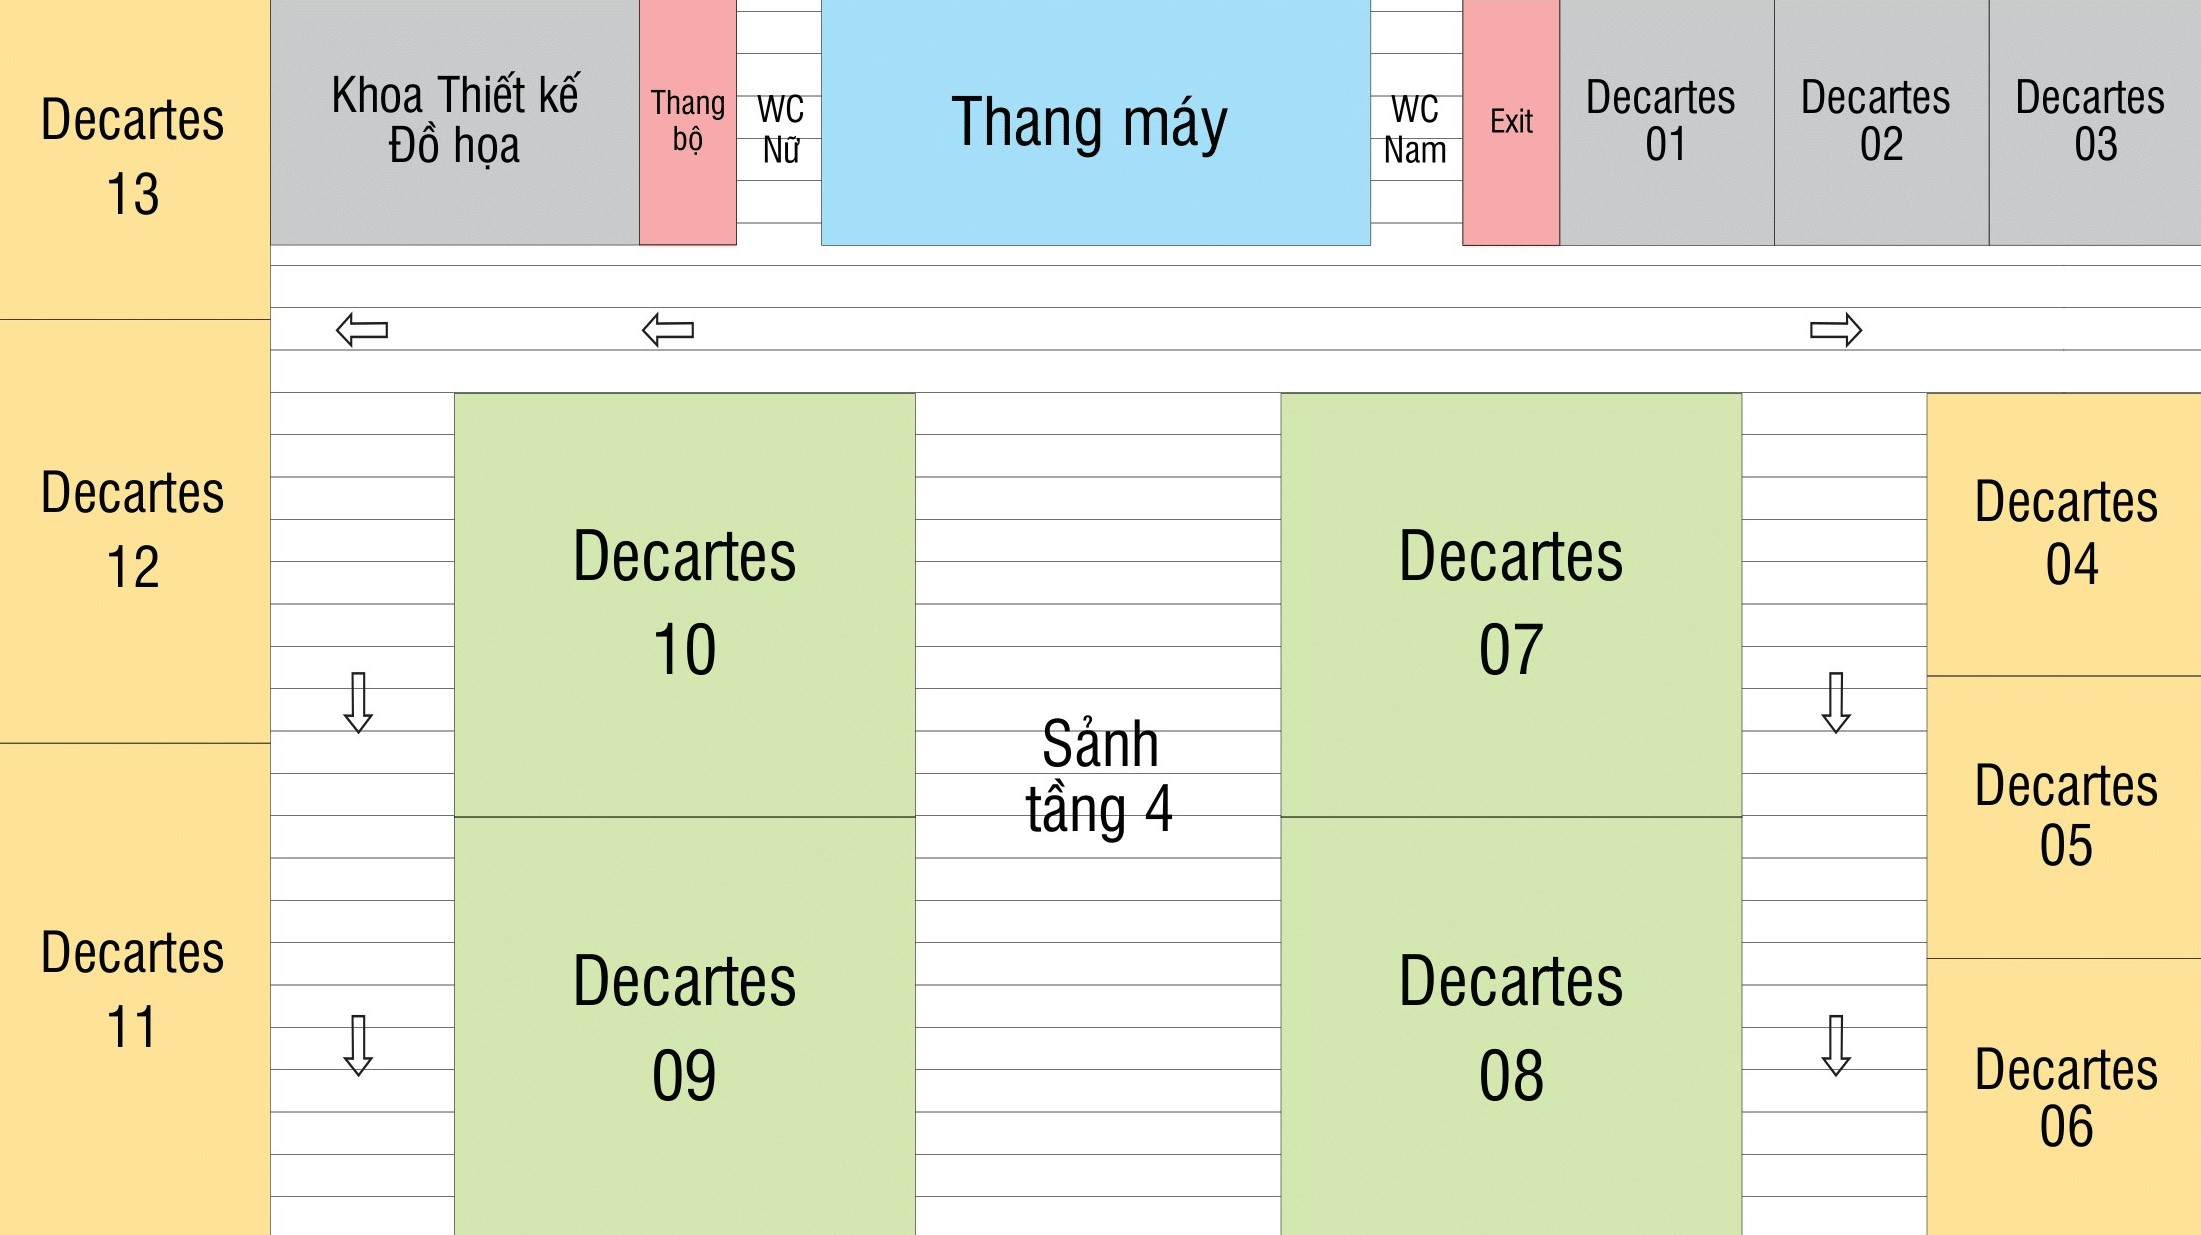 Decartes
13
Khoa Thiết kế
Đồ họa
Thang
bộ
WC
Nữ
Thang máy
WC
Nam
Exit
Decartes
01
Decartes
02
Decartes
03
Decartes
12
Decartes
10
Decartes
07
Decartes
04
Sảnh
tầng 4
Decartes
05
Decartes
11
Decartes
09
Decartes
08
Decartes
06